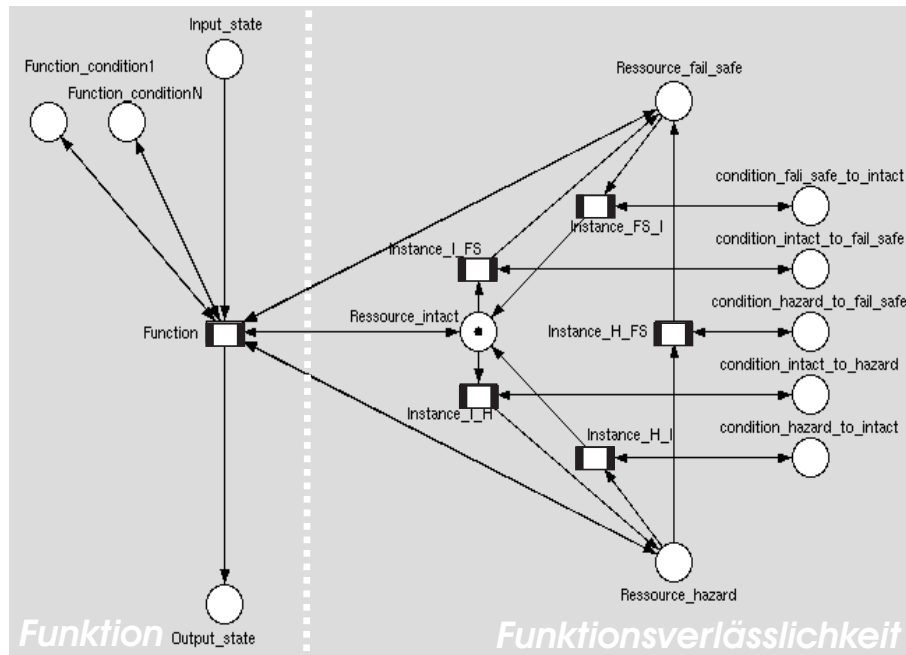 Input_state
Function_condition1
Function_conditionN
Ressource_fail_safe
condition_fali_safe_to_intact
Instance_FS_I
condition_intact_to_fail_safe
Instance_I_FS
condition_hazard_to_fail_safe
Ressource_intact
Function
Instance_H_FS
condition_intact_to_hazard
Instance_I_H
condition_hazard_to_intact
Instance_H_I
Ressource_hazard
Output_state
Funktion
Funktionsverlässlichkeit